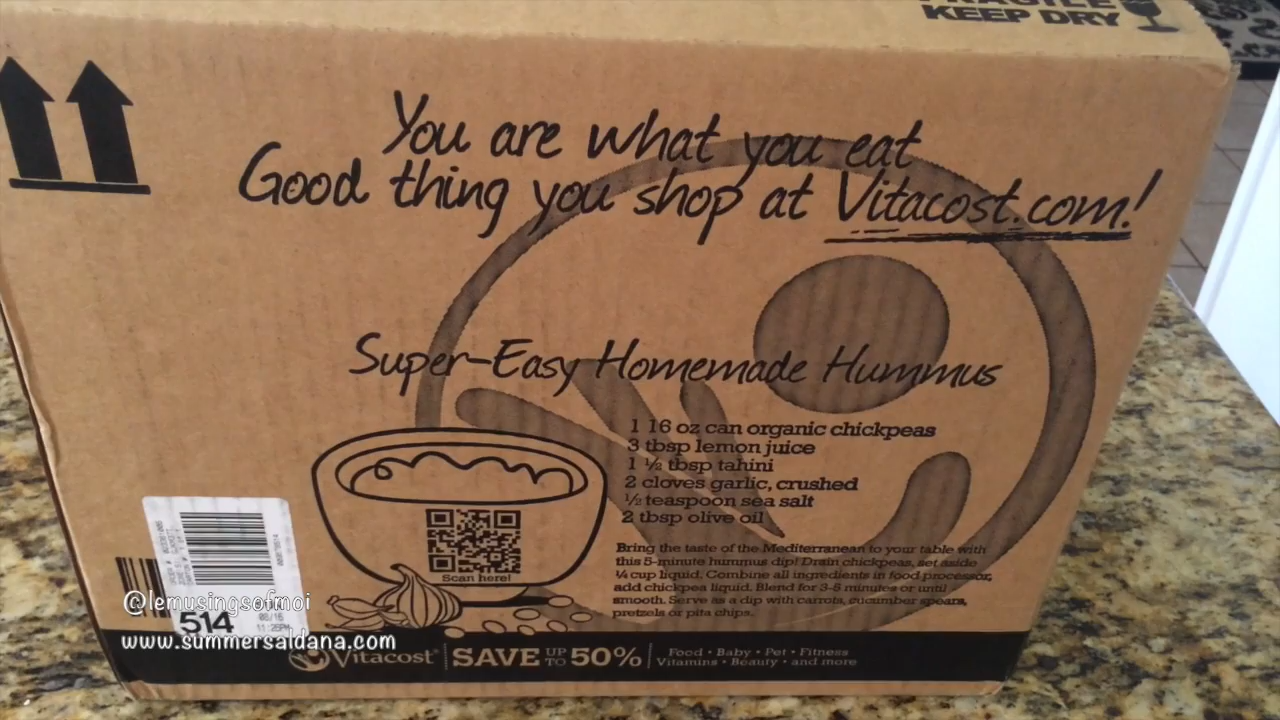 FRAGILE
KEEP DRY
You are what you eat
Good thing you shop at Vitacost.com!
Super-Easy Homemade Hummus
1 16 oz can organic chickpeas
3 tbsp lemon juice
1 ½ tbsp tahini
2 cloves garlic, crushed
½ teaspoon sea salt
2 tbsp olive oil
Bring the taste of the Mediterranean to your table with
this 5-minute hummus dip! Drain chickpeas, set aside
¼ cup liquid. Combine all ingredients in food processor,
add chickpea liquid. Blend for 3-5 minutes or until
smooth. Serve as a dip with carrots, cucumber spears,
pretzels or pita chips.
Scan here!
@lemusingsofmoi
514
www.summersaldana.com
Vitacost SAVE UP TO 50%
Food • Baby • Pet • Fitness
Vitamins • Beauty • and more